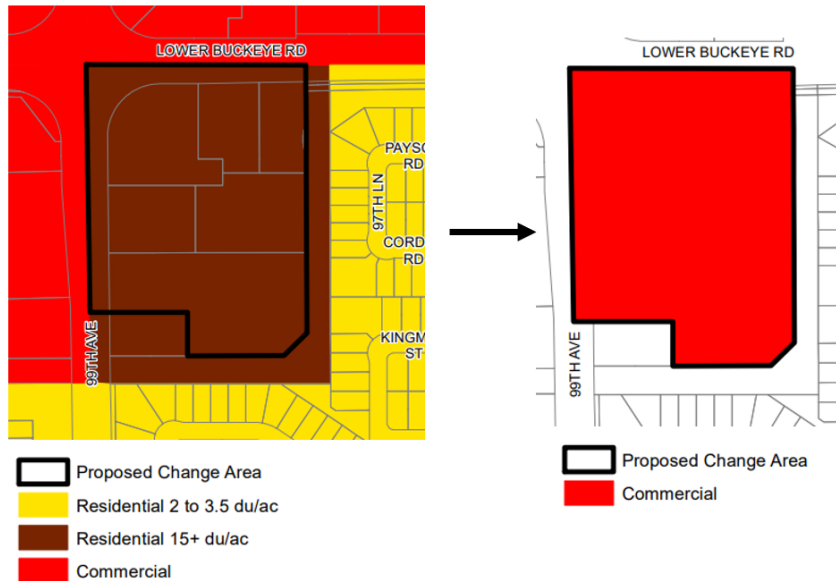 LOWER BUCKEYE RD
PAYSO
RD
97TH LN
CORD
RD
KINGM
ST
99TH AVE
Proposed Change Area
Residential 2 to 3.5 du/ac
Residential 15+ du/ac
Commercial
LOWER BUCKEYE RD
99TH AVE
Proposed Change Area
Commercial